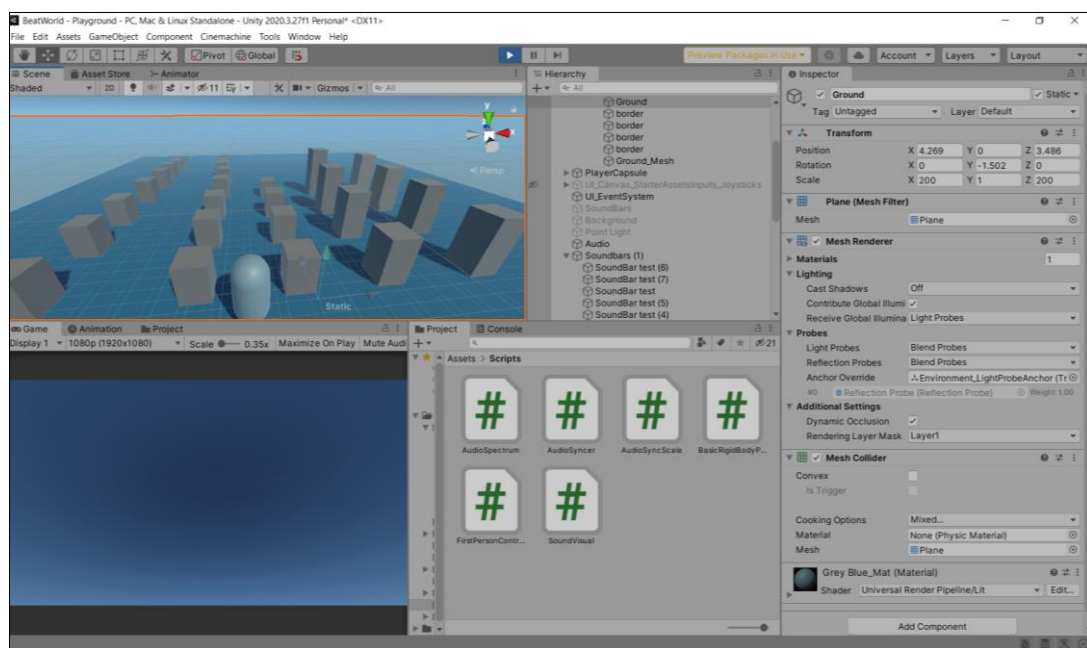 BeatWorld - Playground - PC, Mac & Linux Standalone - Unity 2020.3.27f1 Personal* <DX11>
File Edit Assets GameObject Component Cinemachine Tools Window Help
Pivot Global Preview Packages in Use Account Layers Layout
Scene Asset Store Animator
Shaded 2D 11 Gizmos All
y
Persp
Static
Game Animation Project
Display 1 1080p (1920x1080) Scale 0.35x Maximize On Play Mute Audi
Hierarchy
All
Ground
border
border
border
border
Ground_Mesh
PlayerCapsule
UI_Canvas_StarterAssetsInputs_Joysticks
UI_EventSystem
SoundBars
Background
Point Light
Audio
Soundbars (1)
SoundBar test (6)
SoundBar test (7)
SoundBar test
SoundBar test (5)
SoundBar test (4)
Project Console
21
Assets > Scripts
# # # #
AudioSpectrum AudioSyncer AudioSyncScale BasicRigidBodyP...
# #
FirstPersonContr... SoundVisual
Inspector
Ground Static
Tag Untagged Layer Default
Transform
Position X 4.269 Y 0 Z 3.486
Rotation X 0 Y -1.502 Z 0
Scale X 200 Y 1 Z 200
Plane (Mesh Filter)
Mesh Plane
Mesh Renderer
Materials 1
Lighting
Cast Shadows Off
Contribute Global Illumi
Receive Global Illumina Light Probes
Probes
Light Probes Blend Probes
Reflection Probes Blend Probes
Anchor Override Environment_LightProbeAnchor (Tr
#0 Reflection Probe (Reflection Probe) Weight 1.00
Additional Settings
Dynamic Occlusion
Rendering Layer Mask Layer1
Mesh Collider
Convex
Is Trigger
Cooking Options Mixed...
Material None (Physic Material)
Mesh Plane
Grey Blue_Mat (Material)
Shader Universal Render Pipeline/Lit Edit...
Add Component